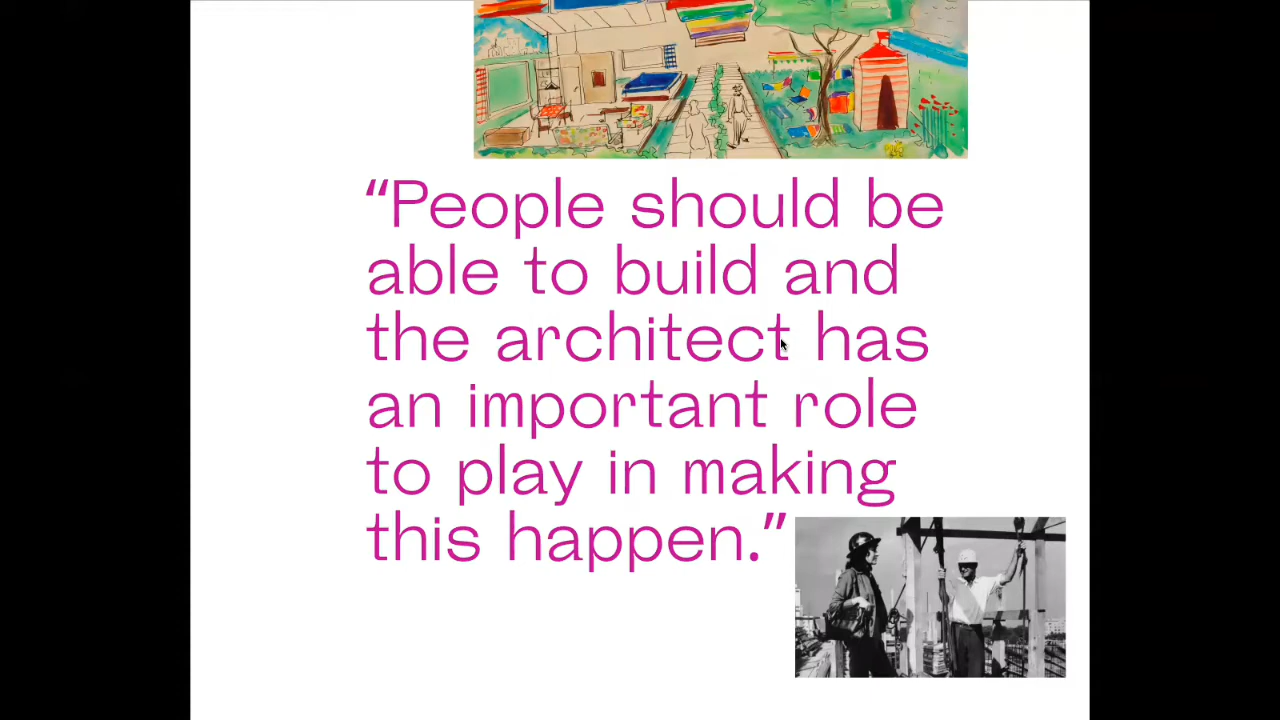 “People should be
able to build and
the architect has
an important role
to play in making
this happen.”